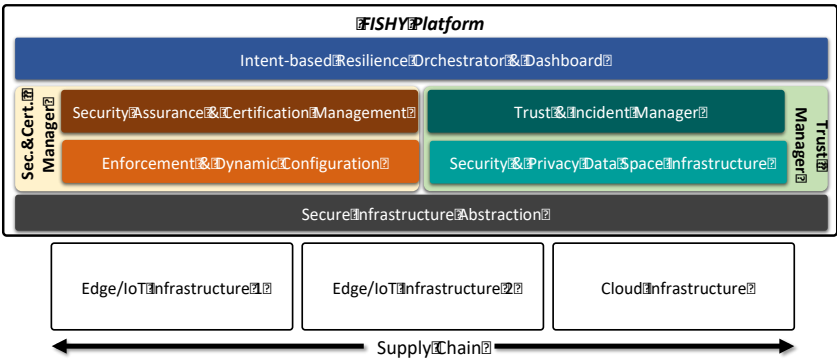 FISHY Platform
Intent-based Resilience Orchestrator & Dashboard
Sec.&Cert.
Manager
Security Assurance & Certification Management
Trust & Incident Manager
Trust
Manager
Enforcement & Dynamic Configuration
Security & Privacy Data Space Infrastructure
Secure Infrastructure Abstraction
Edge/IoT Infrastructure 1
Edge/IoT Infrastructure 2
Cloud Infrastructure
Supply Chain